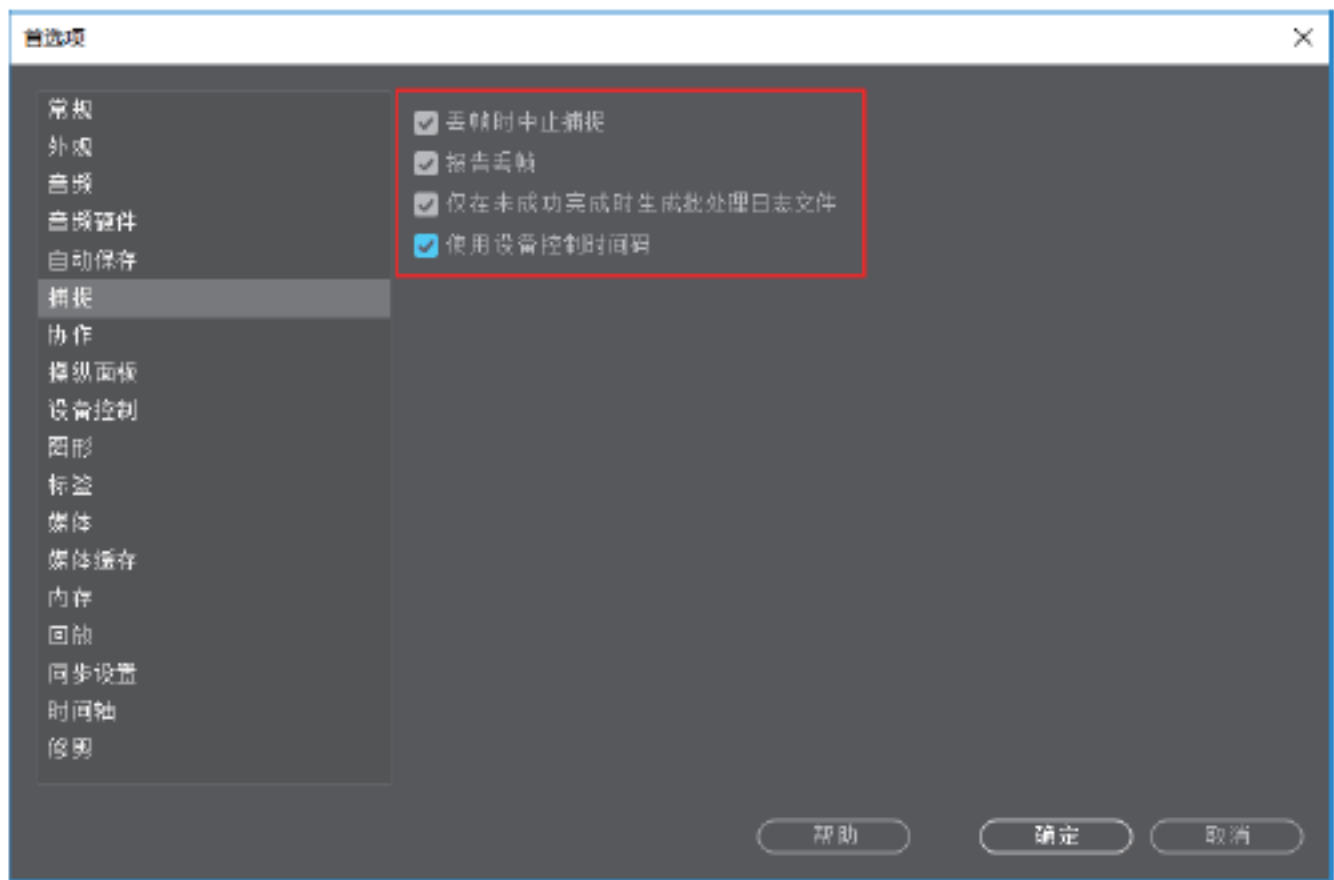 首选项
常规
外观
音频
音频硬件
自动保存
捕捉
协作
操纵面板
设备控制
图形
标签
媒体
媒体缓存
内存
回放
同步设置
时间轴
修剪
丢帧时中止捕捉
报告丢帧
仅在未成功完成时生成批处理日志文件
使用设备控制时间码
帮助
确定
取消